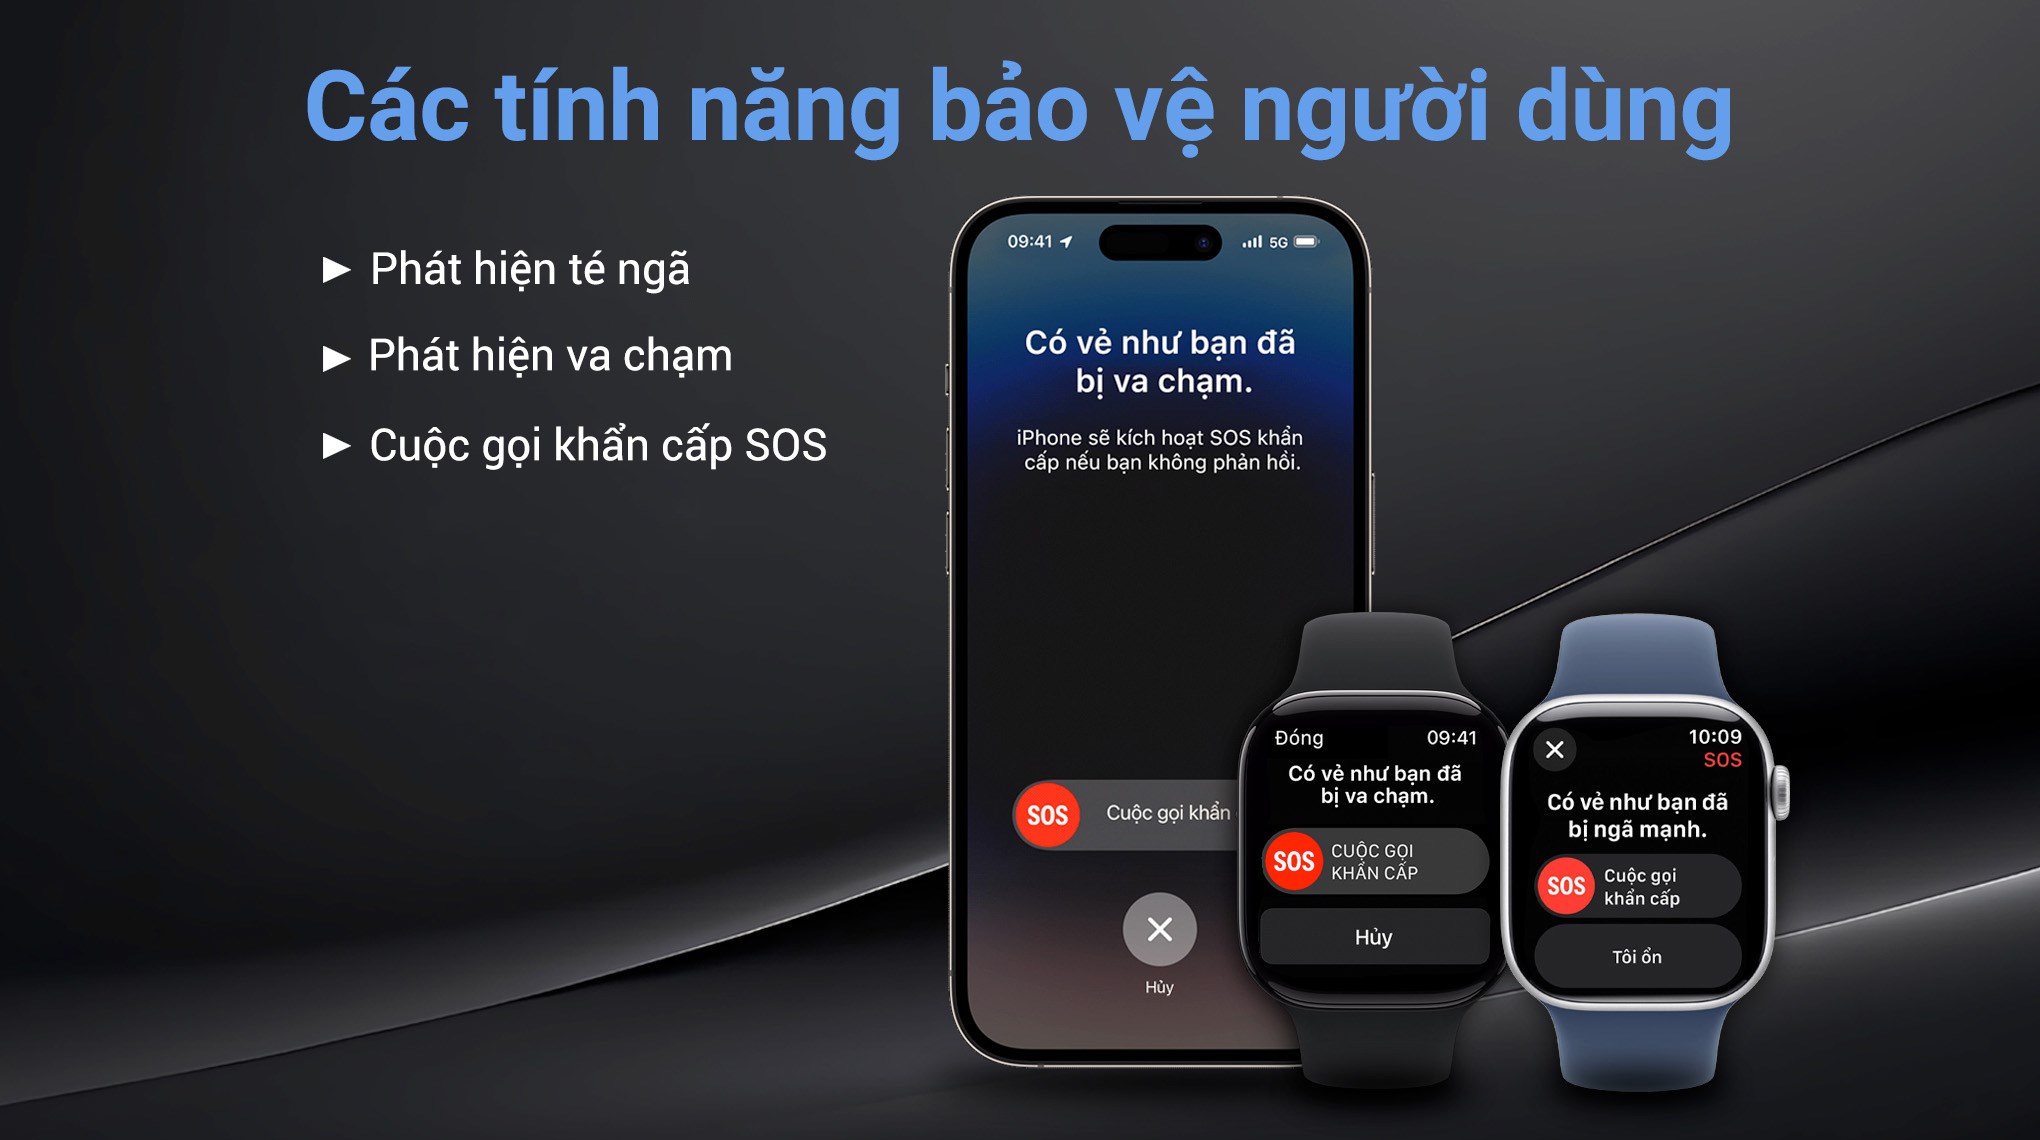 Các tính năng bảo vệ người dùng
► Phát hiện té ngã
► Phát hiện va chạm
► Cuộc gọi khẩn cấp SOS
09:41
5G
Có vẻ như bạn đã
bị va chạm.
iPhone sẽ kích hoạt SOS khẩn
cấp nếu bạn không phản hồi.
SOS Cuộc gọi khẩn
Hủy
Đóng 09:41
Có vẻ như bạn đã
bị va chạm.
SOS CUỘC GỌI
KHẨN CẤP
Hủy
10:09
SOS
Có vẻ như bạn đã
bị ngã mạnh.
SOS Cuộc gọi
khẩn cấp
Tôi ổn